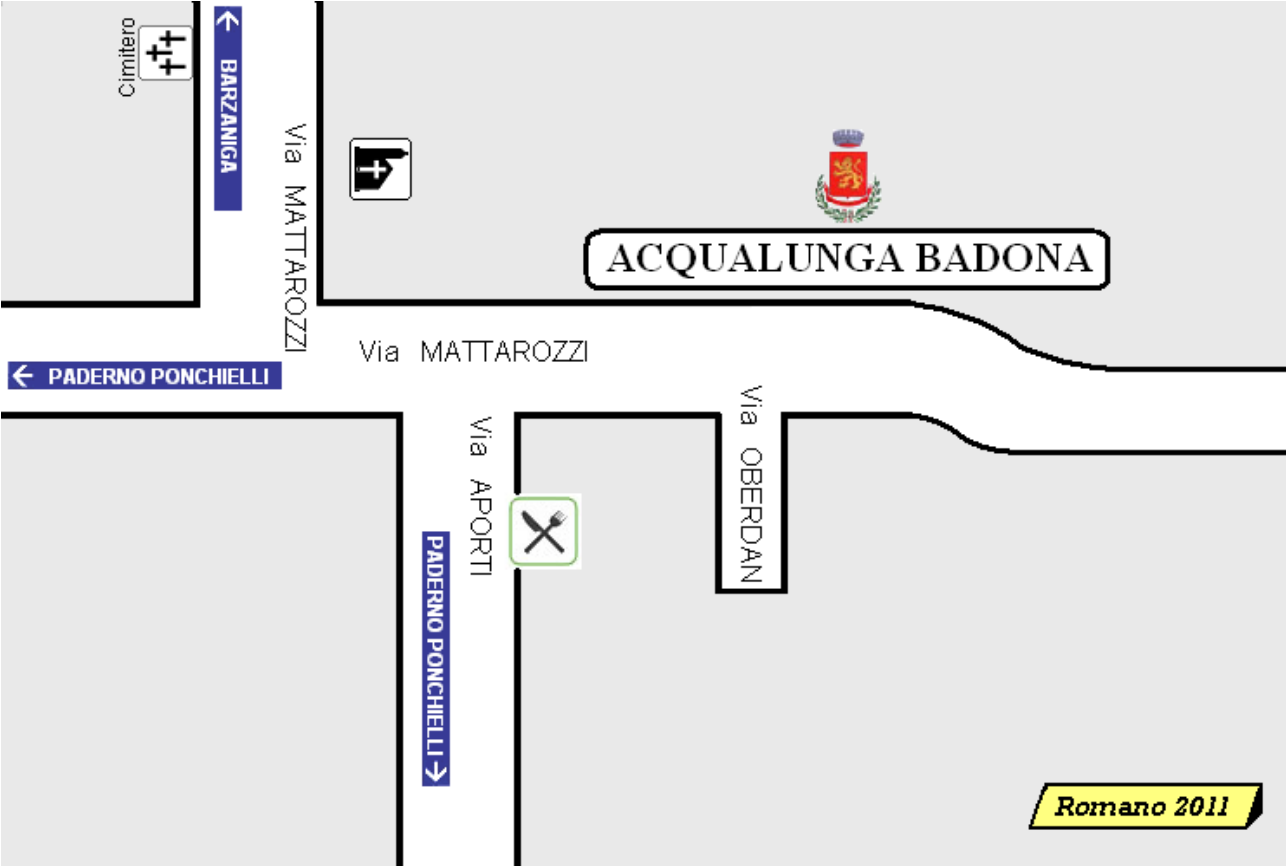 Cimitero
BARZANIGA
Via MATTAROZZI
ACQUALUNGA BADONA
Via MATTAROZZI
PADERNO PONCHIELLI
Via APORTI
Via OBERDAN
PADERNO PONCHIELLI
Romano 2011